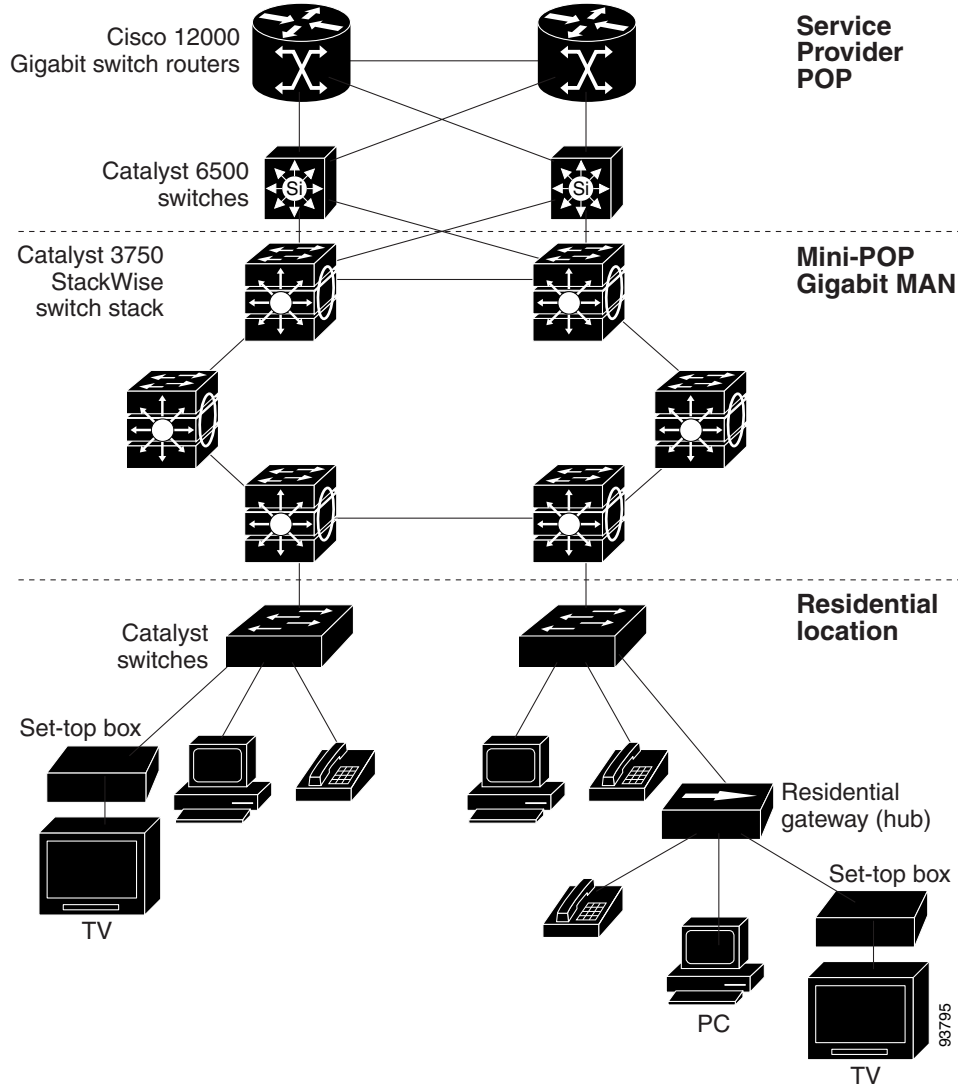 Cisco 12000
Gigabit switch routers
Service
Provider
POP
Catalyst 6500
switches
Si
Si
Catalyst 3750
StackWise
switch stack
Mini-POP
Gigabit MAN
Residential
location
Catalyst
switches
Set-top box
TV
Residential
gateway (hub)
Set-top box
PC
TV
93795